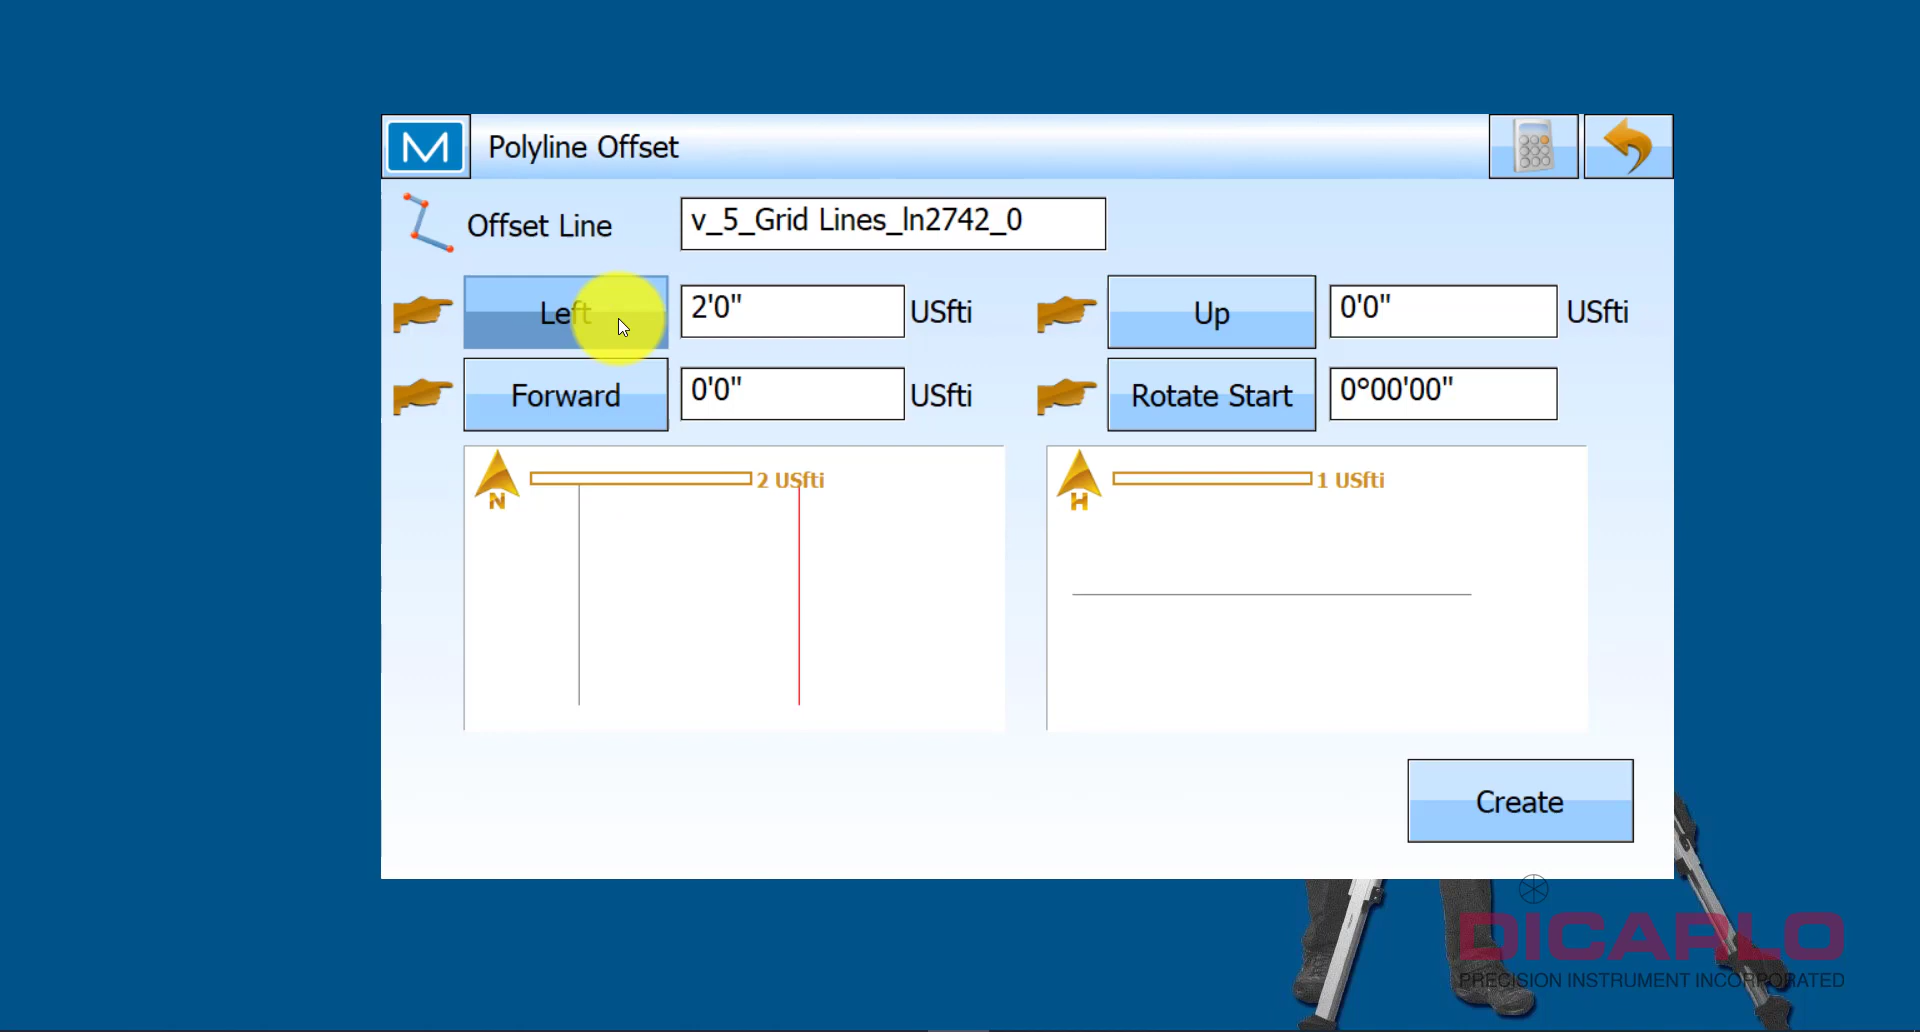 M Polyline Offset
Offset Line v_5_Grid Lines_ln2742_0
Left 2'0" USfti Up 0'0" USfti
Forward 0'0" USfti Rotate Start 0°00'00"
N 2 USfti H 1 USfti
Create
DICARLO
PRECISION INSTRUMENT INCORPORATED